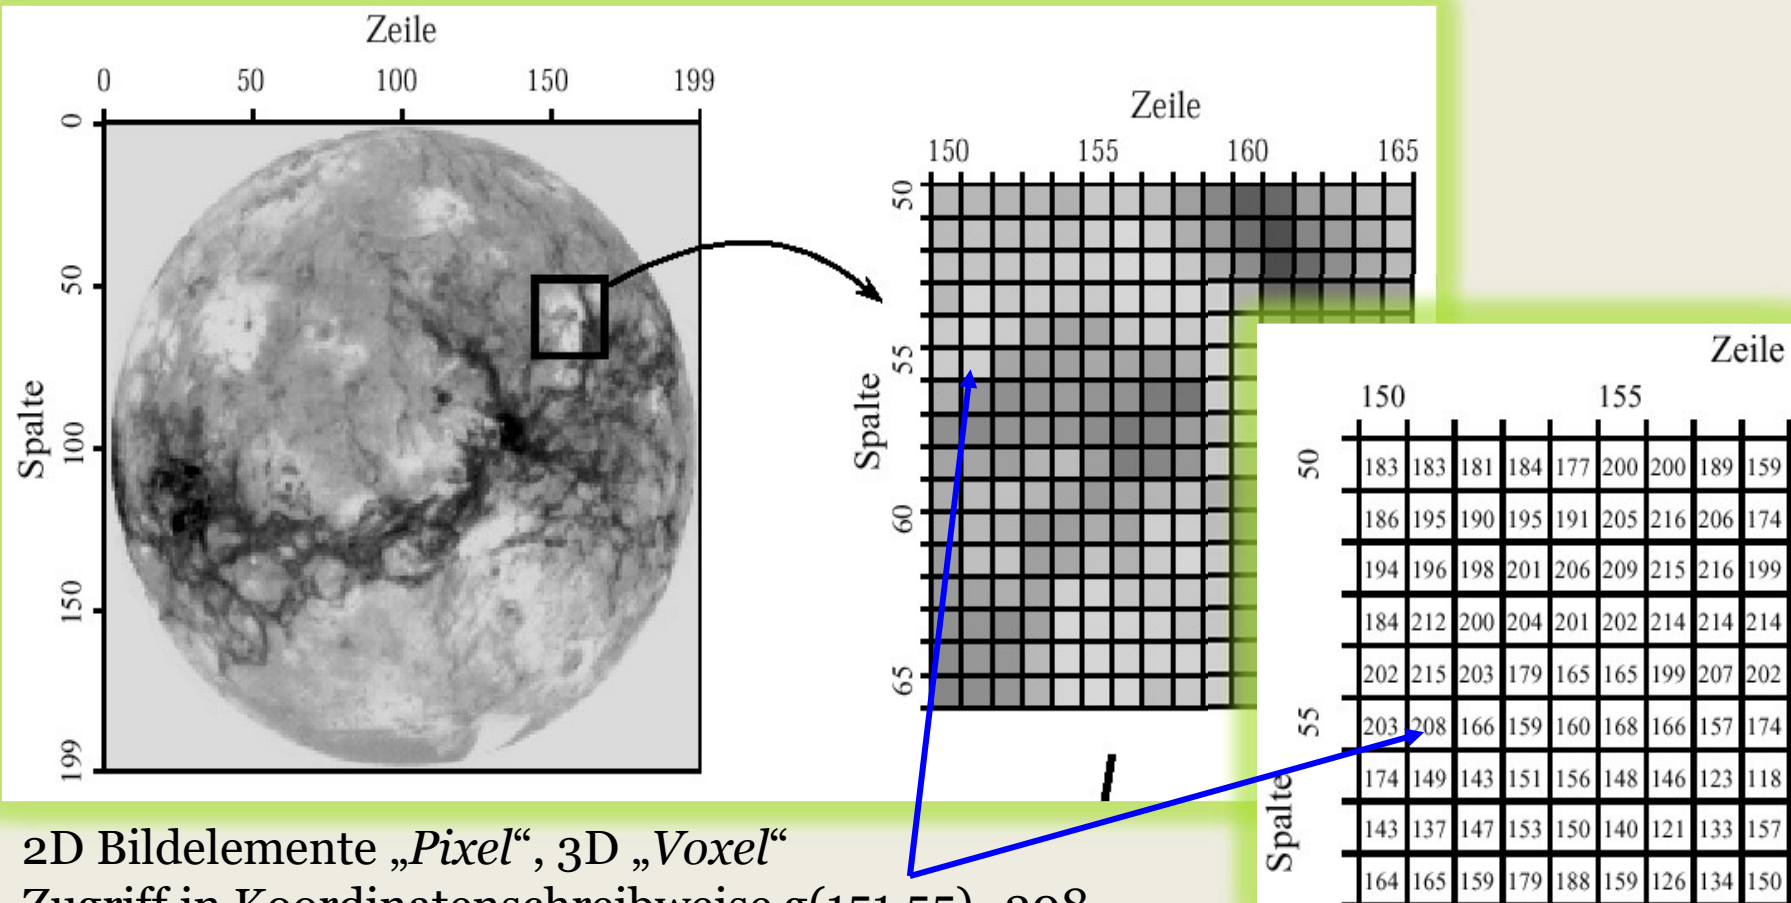 Zeile
0 50 100 150 199
0
50
100
150
199
Spalte
Zeile
150 155 160 165
50
55
60
65
Spalte
Zeile
150 155
50
55
Spalte
183 183 181 184 177 200 200 189 159
186 195 190 195 191 205 216 206 174
194 196 198 201 206 209 215 216 199
184 212 200 204 201 202 214 214 214
202 215 203 179 165 165 199 207 202
203 208 166 159 160 168 166 157 174
174 149 143 151 156 148 146 123 118
143 137 147 153 150 140 121 133 157
164 165 159 179 188 159 126 134 150
2D Bildelemente „Pixel“, 3D „Voxel“
Zugriff in Koordinatenschreibweise g(151,55)